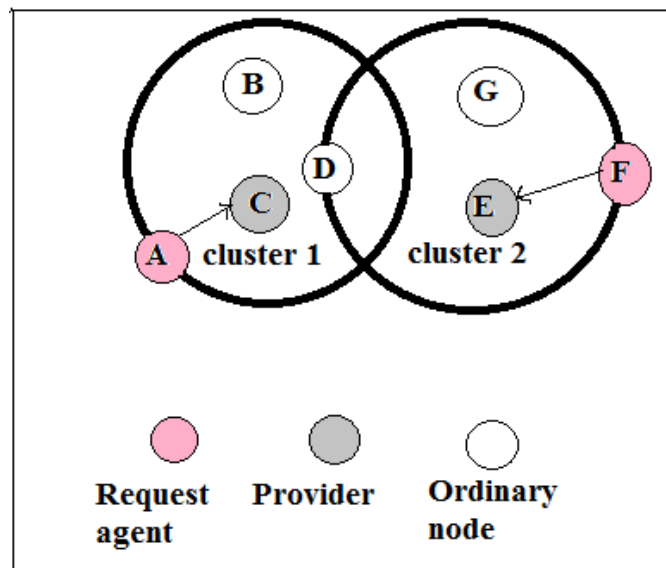 B
G
D
F
C
E
A
cluster 1
cluster 2
Request
agent
Provider
Ordinary
node